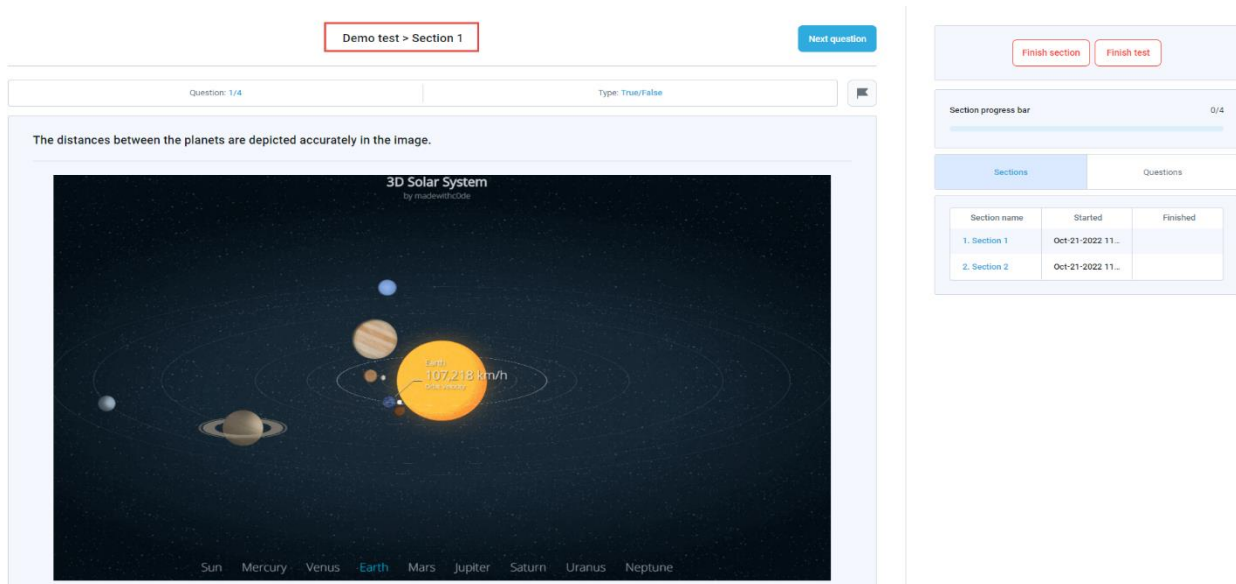 Demo test > Section 1
Next question
Question: 1/4
Type: True/False
The distances between the planets are depicted accurately in the image.
3D Solar System
by madewithc0de
Earth
107,218 km/h
Orbit Velocity
Sun Mercury Venus Earth Mars Jupiter Saturn Uranus Neptune
Finish section
Finish test
Section progress bar 0/4
Sections Questions
Section name Started Finished
1. Section 1 Oct-21-2022 11...
2. Section 2 Oct-21-2022 11...